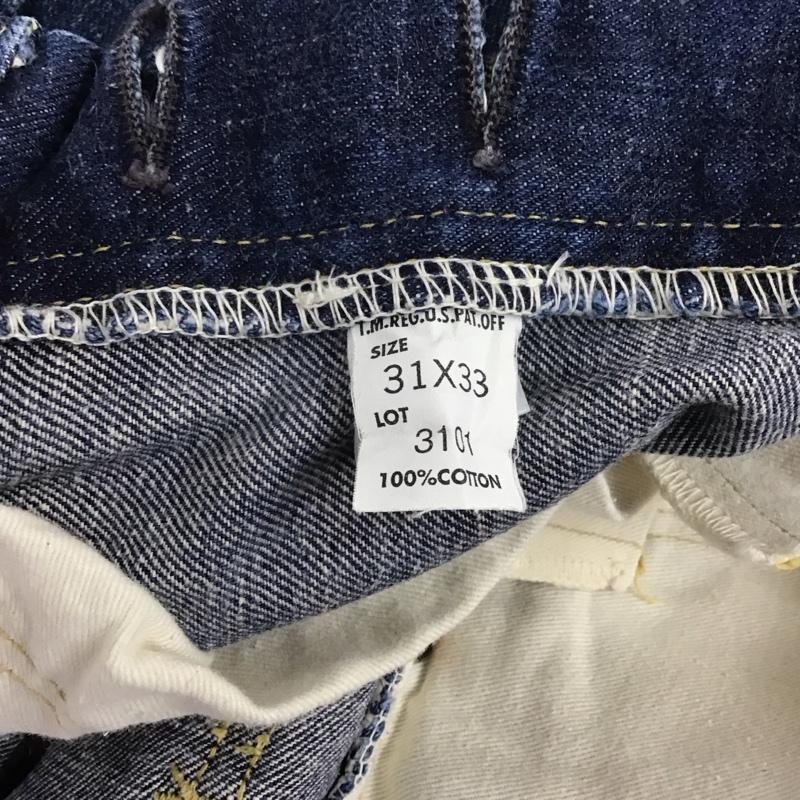 T.M.REG.U.S.PAT.OFF
SIZE
31X33
LOT
3101
100%COTTON